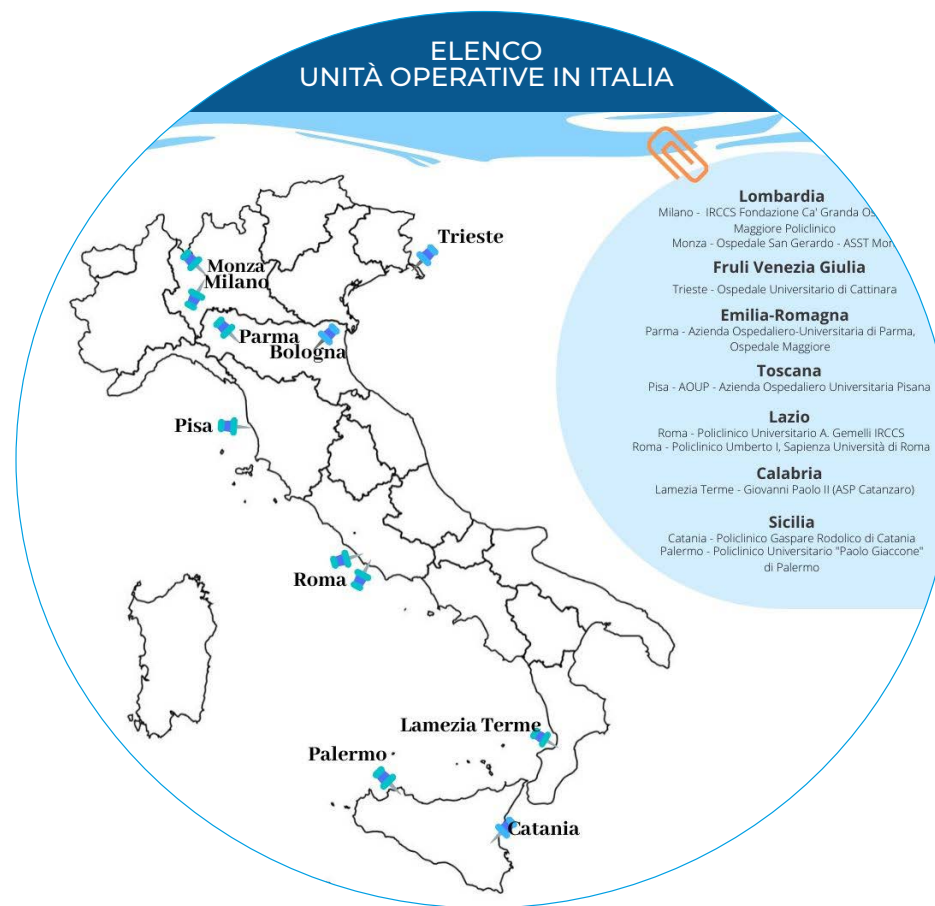 ELENCO
UNITÀ OPERATIVE IN ITALIA
Trieste
Monza
Milano
Parma
Bologna
Pisa
Roma
Lamezia Terme
Palermo
Catania
Lombardia
Milano - IRCCS Fondazione Ca' Granda
Maggiore Policlinico
Monza - Ospedale San Gerardo - ASST
Fruli Venezia Giulia
Trieste - Ospedale Universitario di Cattinara
Emilia-Romagna
Parma - Azienda Ospedaliero-Universitaria di Parma,
Ospedale Maggiore
Toscana
Pisa - AOUP - Azienda Ospedaliero Universitaria Pisana
Lazio
Roma - Policlinico Universitario A. Gemelli IRCCS
Roma - Policlinico Umberto I, Sapienza Università di Roma
Calabria
Lamezia Terme - Giovanni Paolo II (ASP Catanzaro)
Sicilia
Catania - Policlinico Gaspare Rodolico di Catania
Palermo - Policlinico Universitario "Paolo Giaccone"
di Palermo